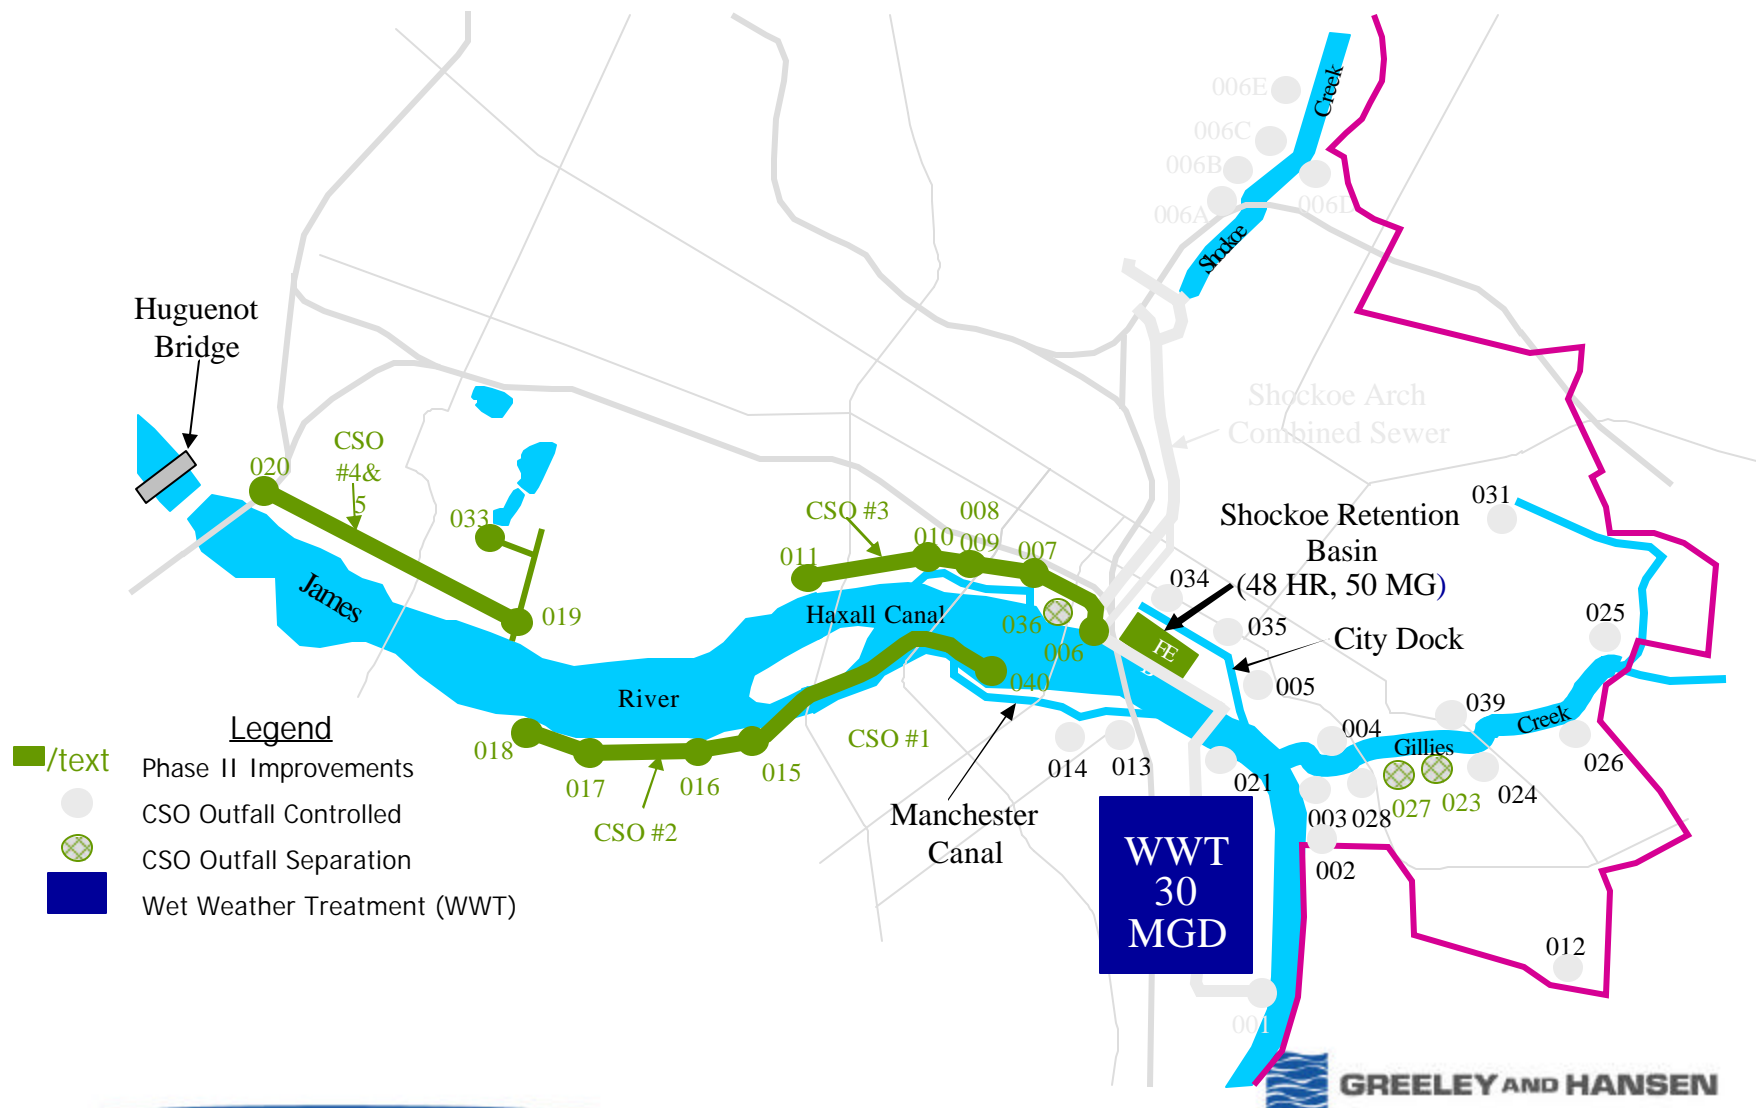 006E
Creek
006C
006B
006A
006D
Shockoe
Huguenot
Bridge
Shockoe Arch
Combined Sewer
CSO
#4&
5
020
033
019
CSO #3
008
010
009
011
007
031
Shockoe Retention
Basin
(48 HR, 50 MG)
034
James
Haxall Canal
036
006
FE
035
City Dock
025
040
005
River
039
Creek
004
Gillies
026
Legend
/text
Phase II Improvements
CSO Outfall Controlled
CSO Outfall Separation
Wet Weather Treatment (WWT)
018
017
016
015
CSO #2
CSO #1
014
013
021
Manchester
Canal
003
028
027
023
024
002
WWT
30
MGD
012
001
GREELEY AND HANSEN